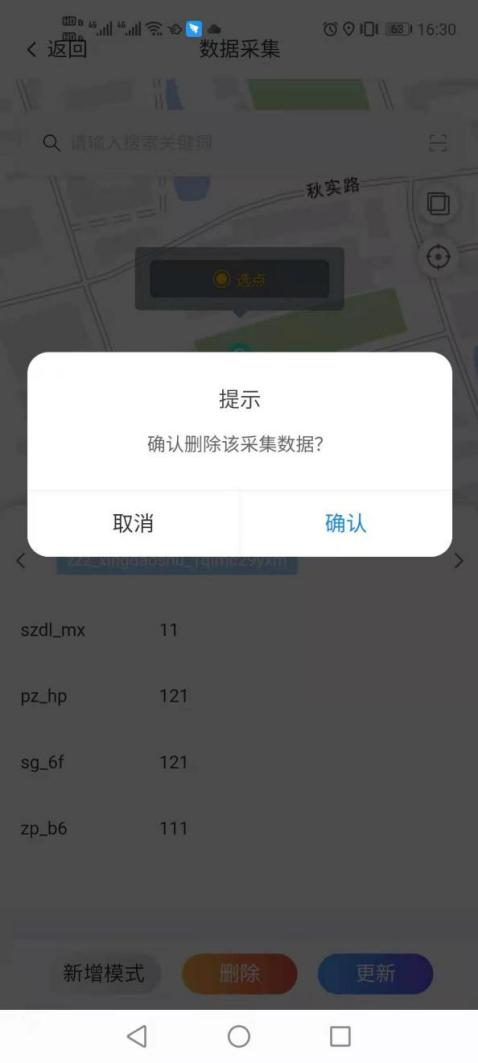 16:30
返回
数据采集
请输入搜索关键词
秋实路
选点
提示
确认删除该采集数据?
取消
确认
szdl_mx 11
pz_hp 121
sg_6f 121
zp_b6 111
新增模式
删除
更新